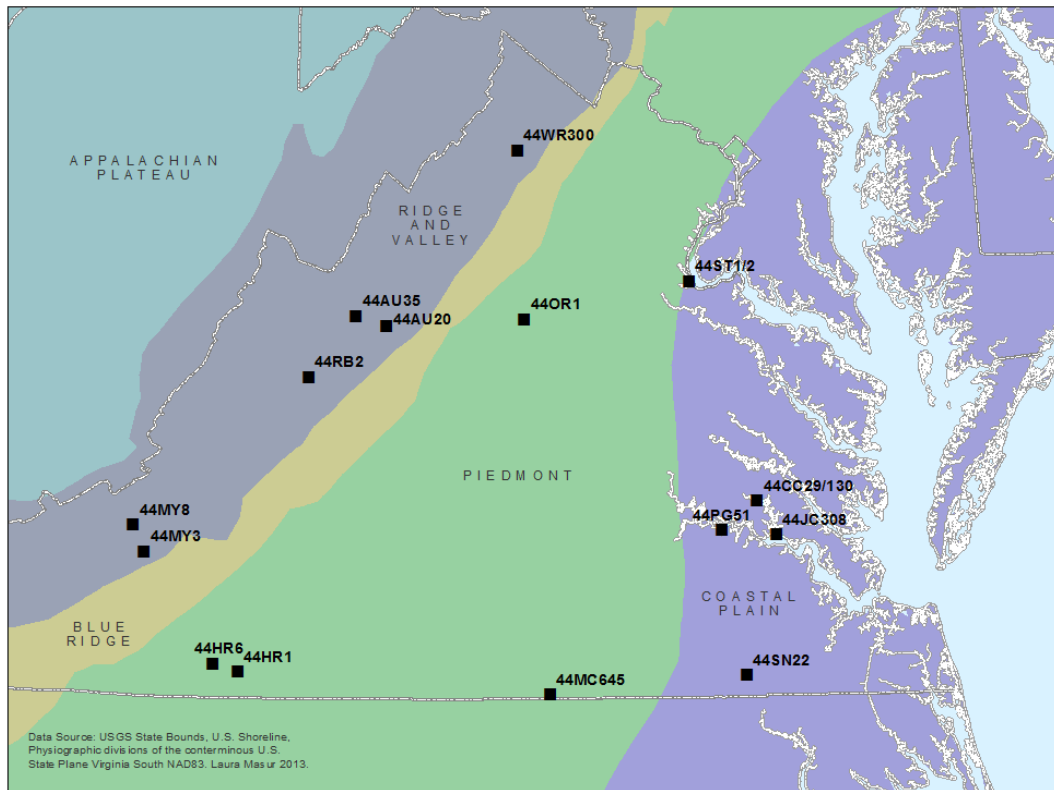 44WR300
APPALACHIAN
PLATEAU
RIDGE
AND
VALLEY
44ST1/2
44AU35
44AU20
44OR1
44RB2
PIEDMONT
44CC29/130
44PG51
44JC308
44MY8
44MY3
COASTAL
PLAIN
BLUE
RIDGE
44HR6
44HR1
44SN22
44MC645
Data Source: USGS State Bounds, U.S. Shoreline,
Physiographic divisions of the conterminous U.S.
State Plane Virginia South NAD83. Laura Masur 2013.